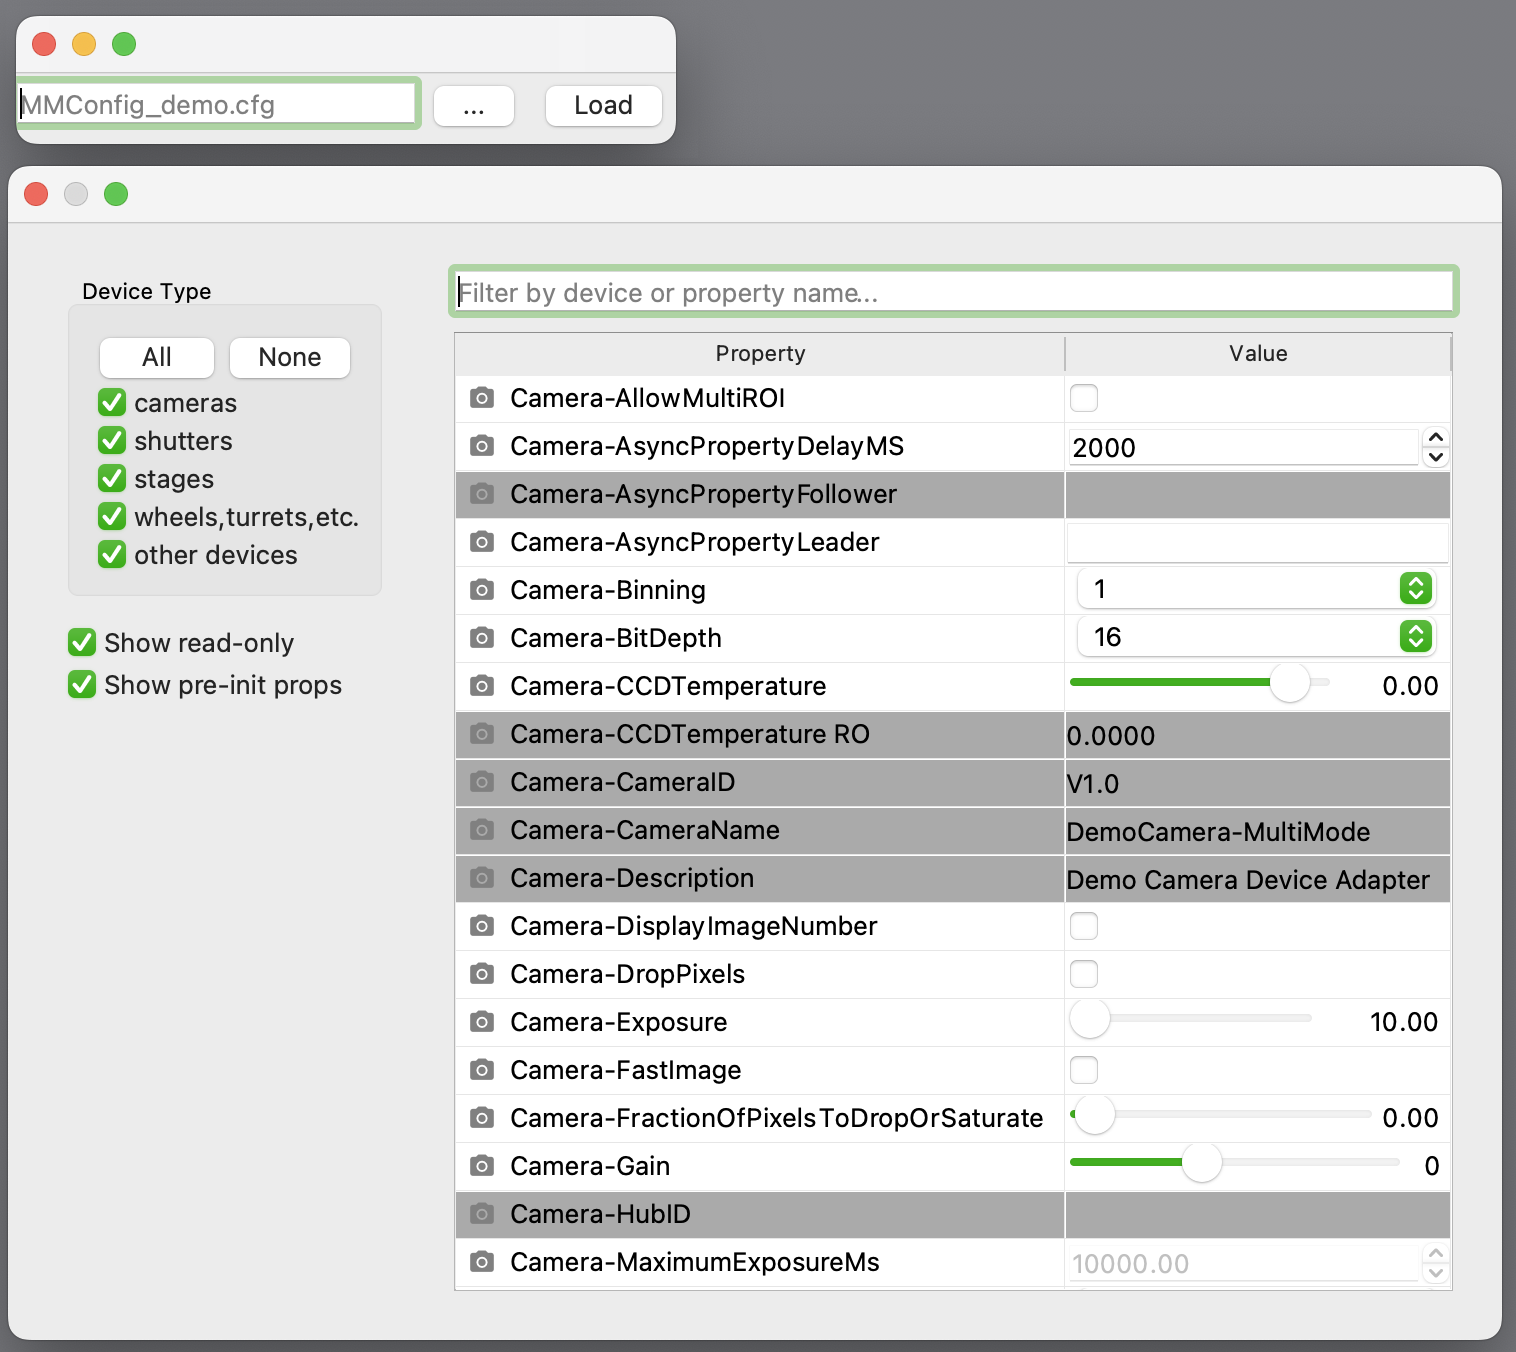 MMConfig_demo.cfg ... Load
Device Type
All None
cameras
shutters
stages
wheels,turrets,etc.
other devices
Show read-only
Show pre-init props
Filter by device or property name...
Property Value
Camera-AllowMultiROI
Camera-AsyncPropertyDelayMS 2000
Camera-AsyncPropertyFollower
Camera-AsyncPropertyLeader
Camera-Binning 1
Camera-BitDepth 16
Camera-CCDTemperature 0.00
Camera-CCDTemperature RO 0.0000
Camera-CameraID V1.0
Camera-CameraName DemoCamera-MultiMode
Camera-Description Demo Camera Device Adapter
Camera-DisplayImageNumber
Camera-DropPixels
Camera-Exposure 10.00
Camera-FastImage
Camera-FractionOfPixelsToDropOrSaturate 0.00
Camera-Gain 0
Camera-HubID
Camera-MaximumExposureMs 10000.00